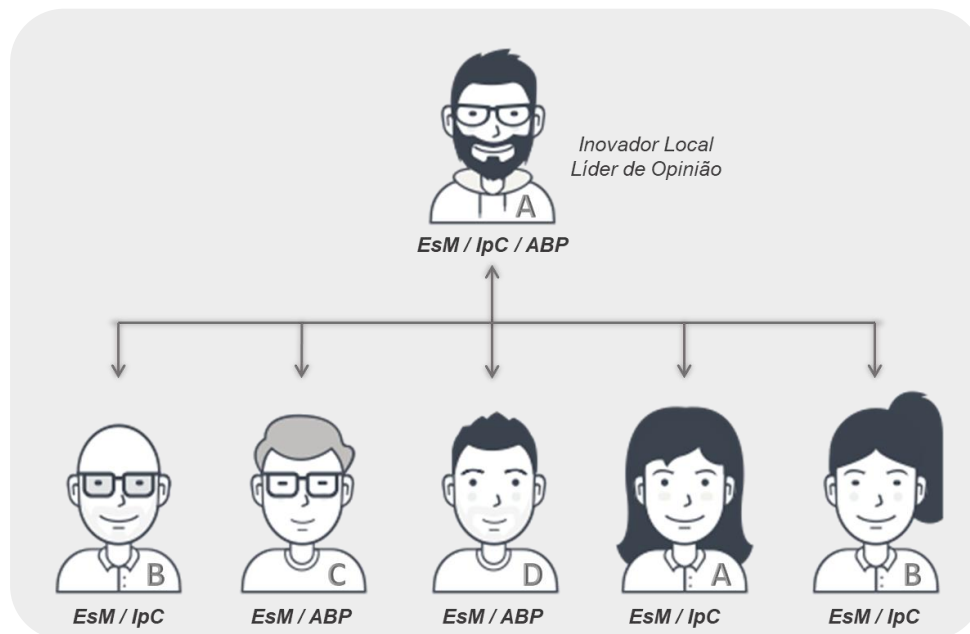 Inovador Local
Líder de Opinião
A
EsM / IpC / ABP
B
C
D
A
B
EsM / IpC
EsM / ABP
EsM / ABP
EsM / IpC
EsM / IpC